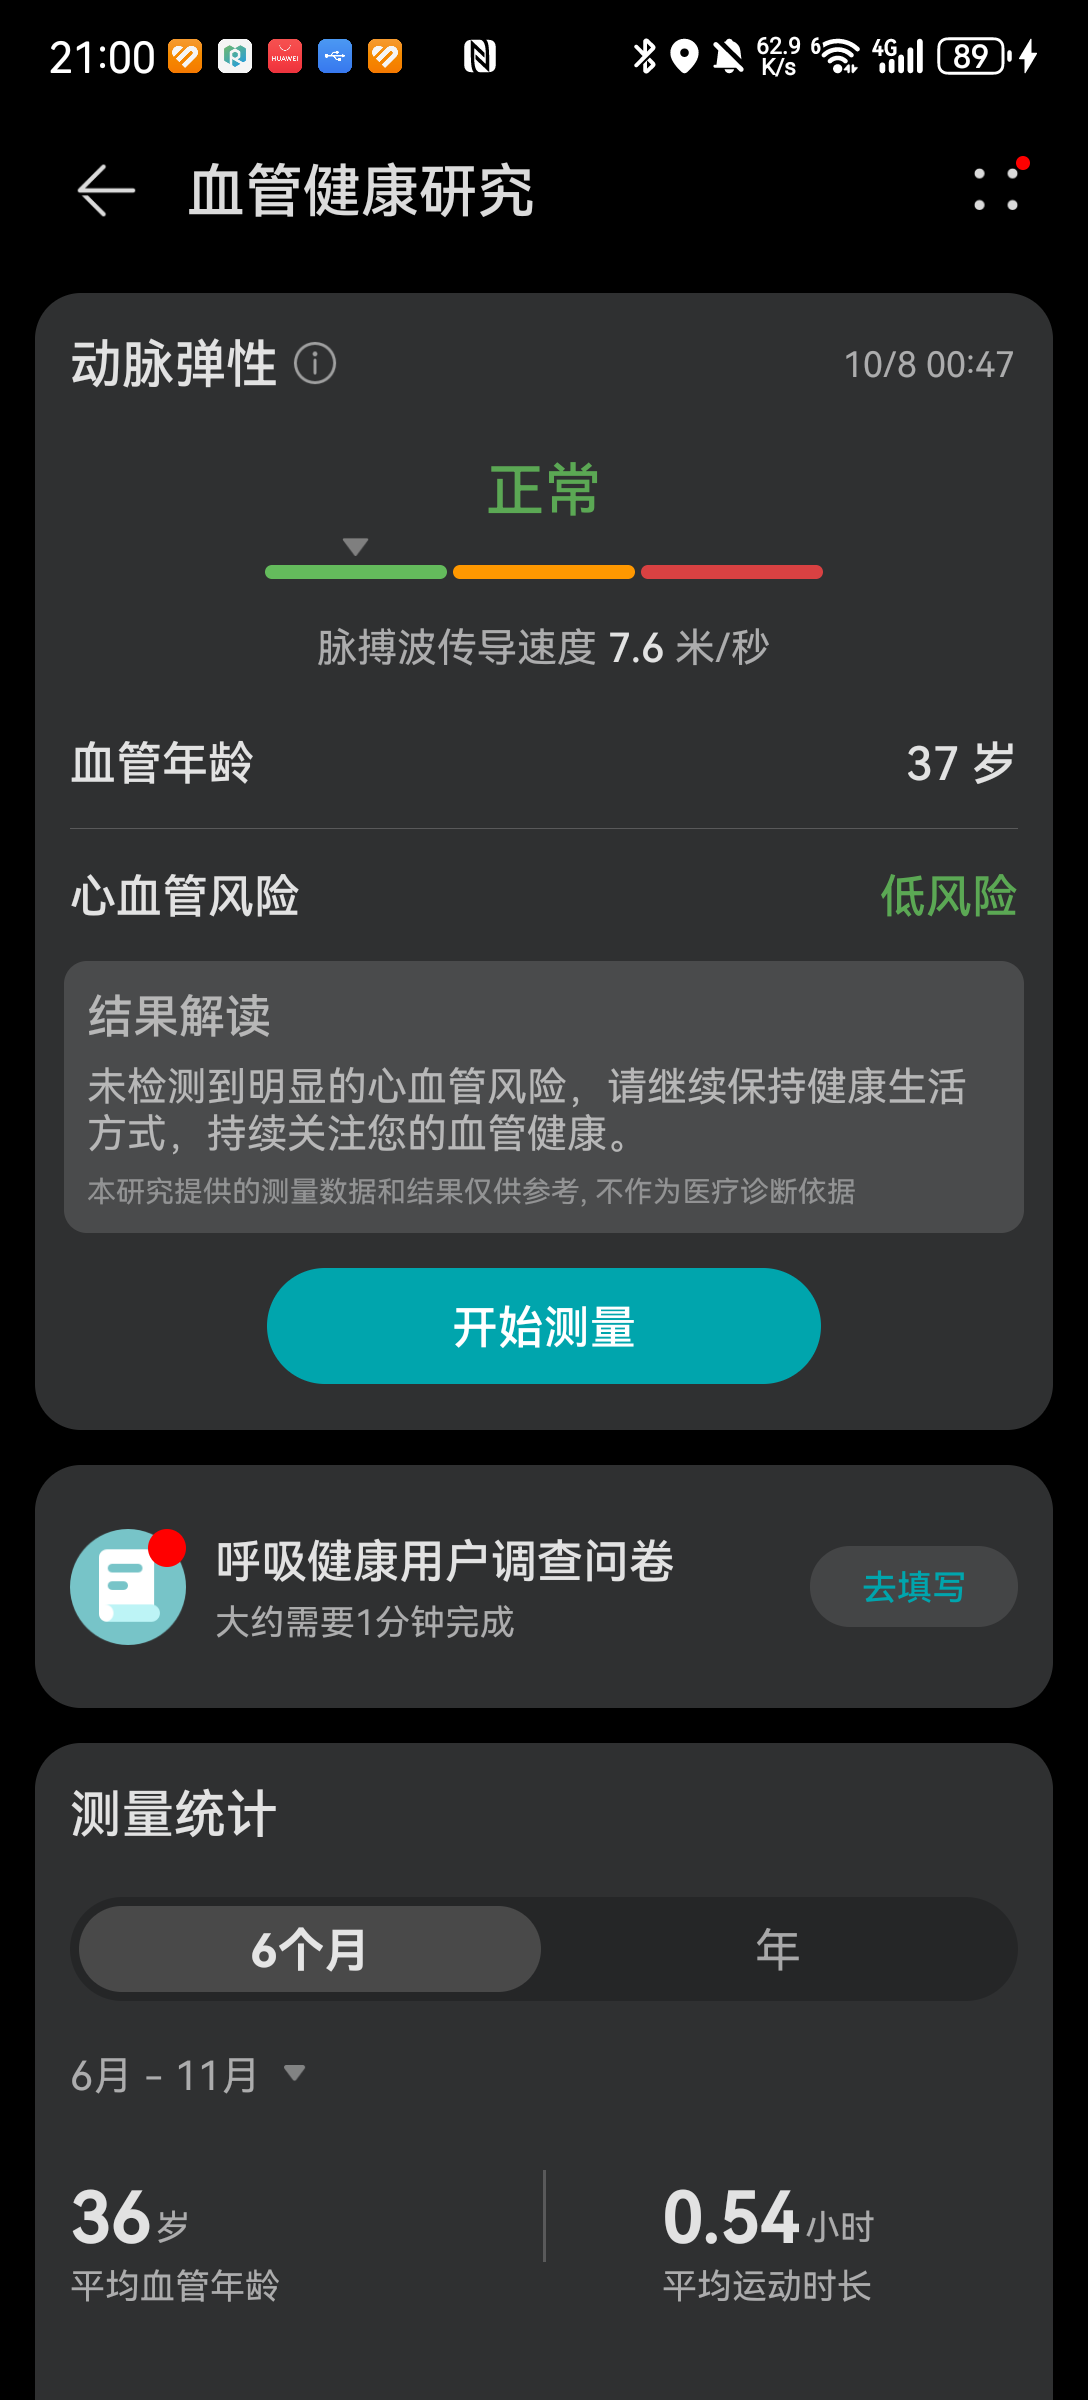 21:00
HUAWEI
62.9 K/s
6
4G
89
血管健康研究
动脉弹性
10/8 00:47
正常
脉搏波传导速度 7.6 米/秒
血管年龄
37 岁
心血管风险
低风险
结果解读
未检测到明显的心血管风险，请继续保持健康生活
方式，持续关注您的血管健康。
本研究提供的测量数据和结果仅供参考, 不作为医疗诊断依据
开始测量
呼吸健康用户调查问卷
大约需要1分钟完成
去填写
测量统计
6个月
年
6月 - 11月
36岁
平均血管年龄
0.54小时
平均运动时长